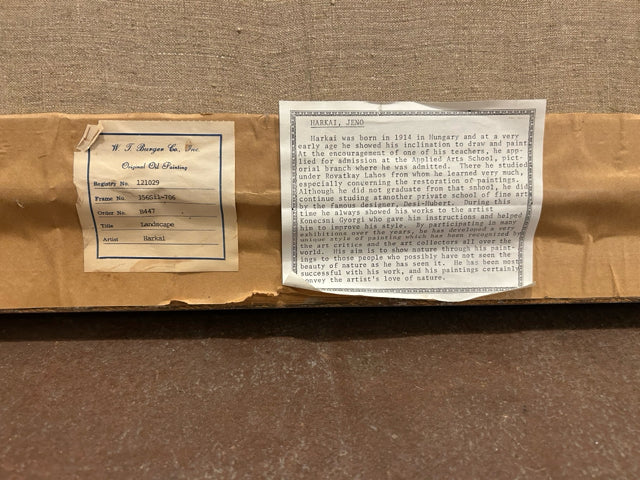 W. J. Burger Co., Inc.
Original Oil Painting
Registry No. 121029
Frame No. 356S11-706
Order No. B447
Title Landscape
Artist Harkai
HARKAI, JENO
Harkai was born in 1914 in Hungary and at a very
early age he showed his inclination to draw and paint.
At the encouragement of one of his teachers, he app-
lied for admission at the Applied Arts School, pict-
orial branch where he was admitted. There he studied
under Rovatlay Lahos from whom he learned very much,
especially concerning the restoration of paintings.
Although he did not graduate from that school, he did
continue studing atanother private school of fine art
by the famous designer, Bus-Hubert. During this
time he always showed his works to the artist
Konecsni Gyorgi who gave him instructions and helped
him to improve his style. By participating in many
exhibitions over the years, he has developed a very
unique style of painting which has been recognized by
the art critics and the art collectors all over the
world. His aim is to show nature through his paint-
ings to those people who possibly have not seen the
beauty of nature as he has seen it. He has been most
successful with his work, and his paintings certainly
convey the artist's love of nature.